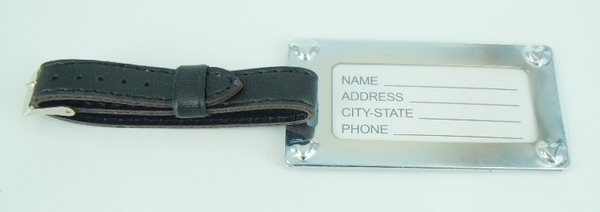 NAME
ADDRESS
CITY-STATE
PHONE